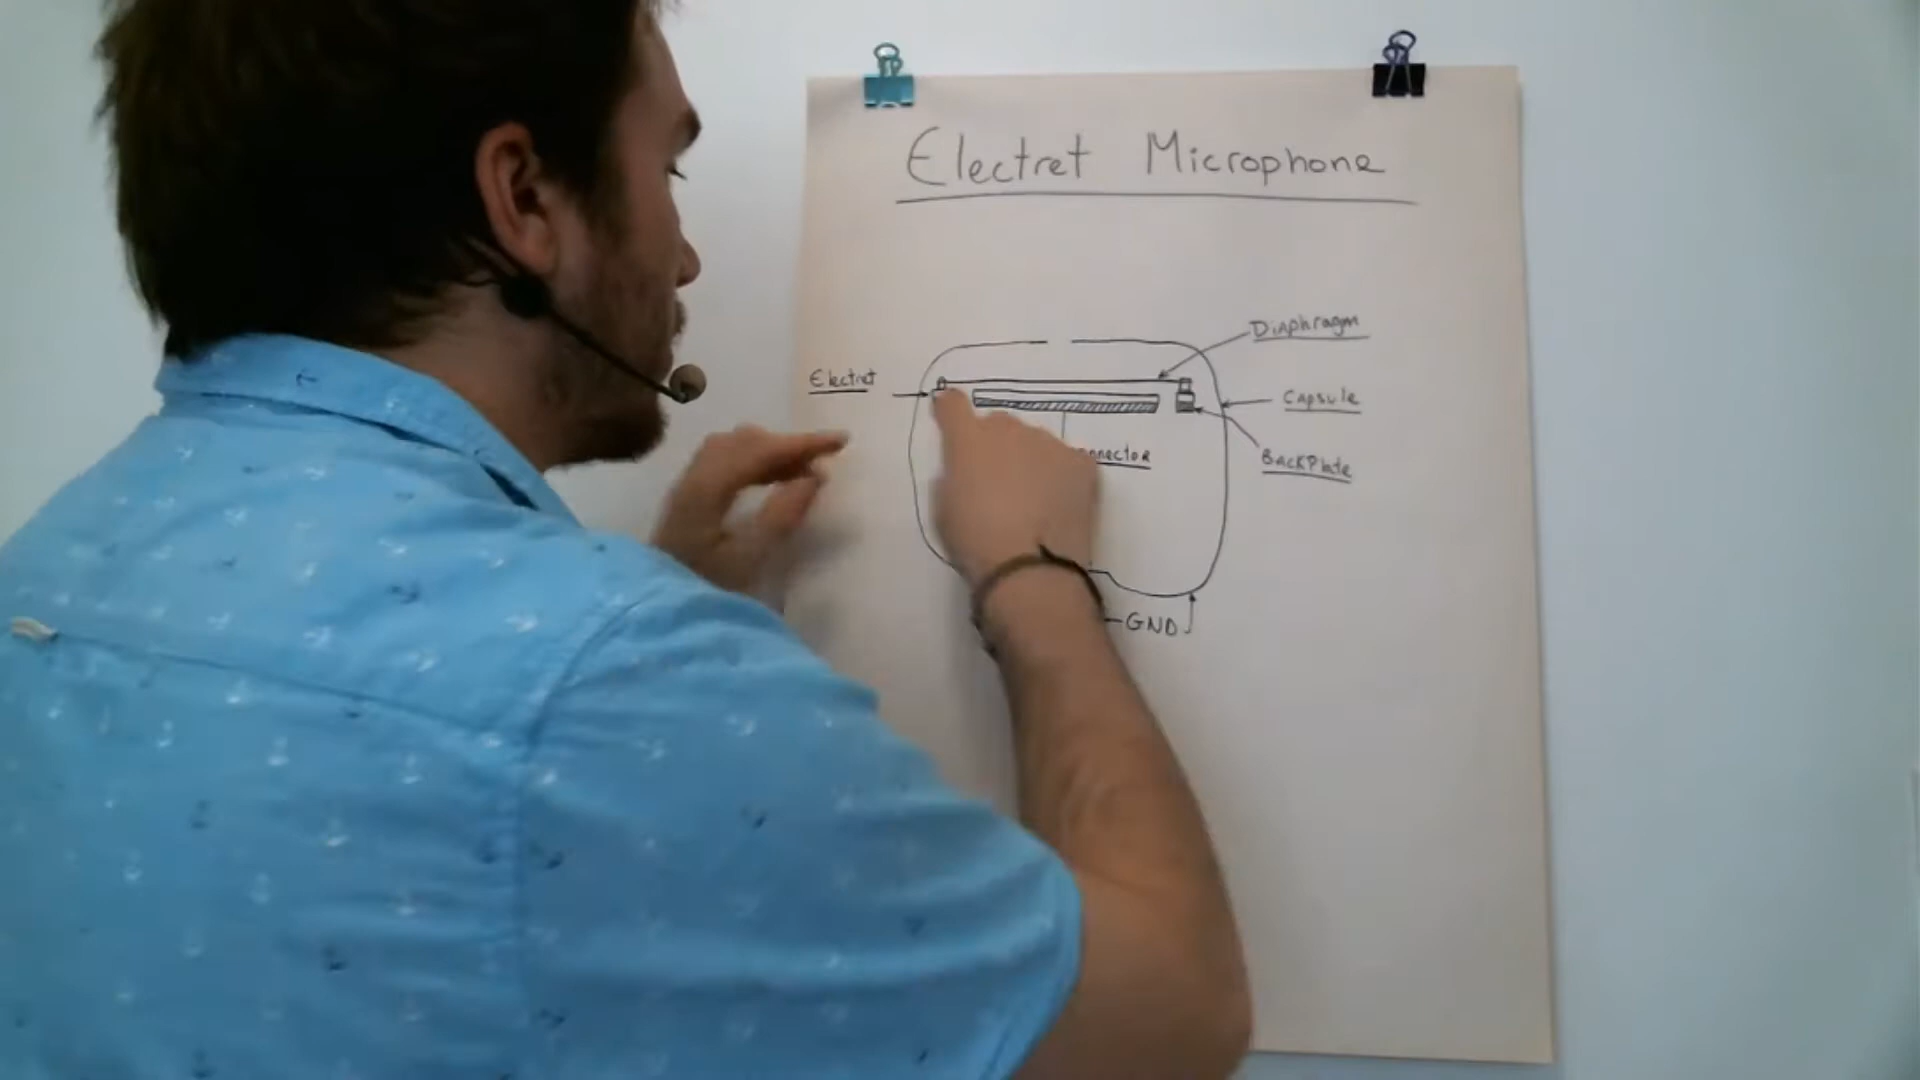 Electret Microphone
Diaphragm
Electret
Capsule
BackPlate
GND